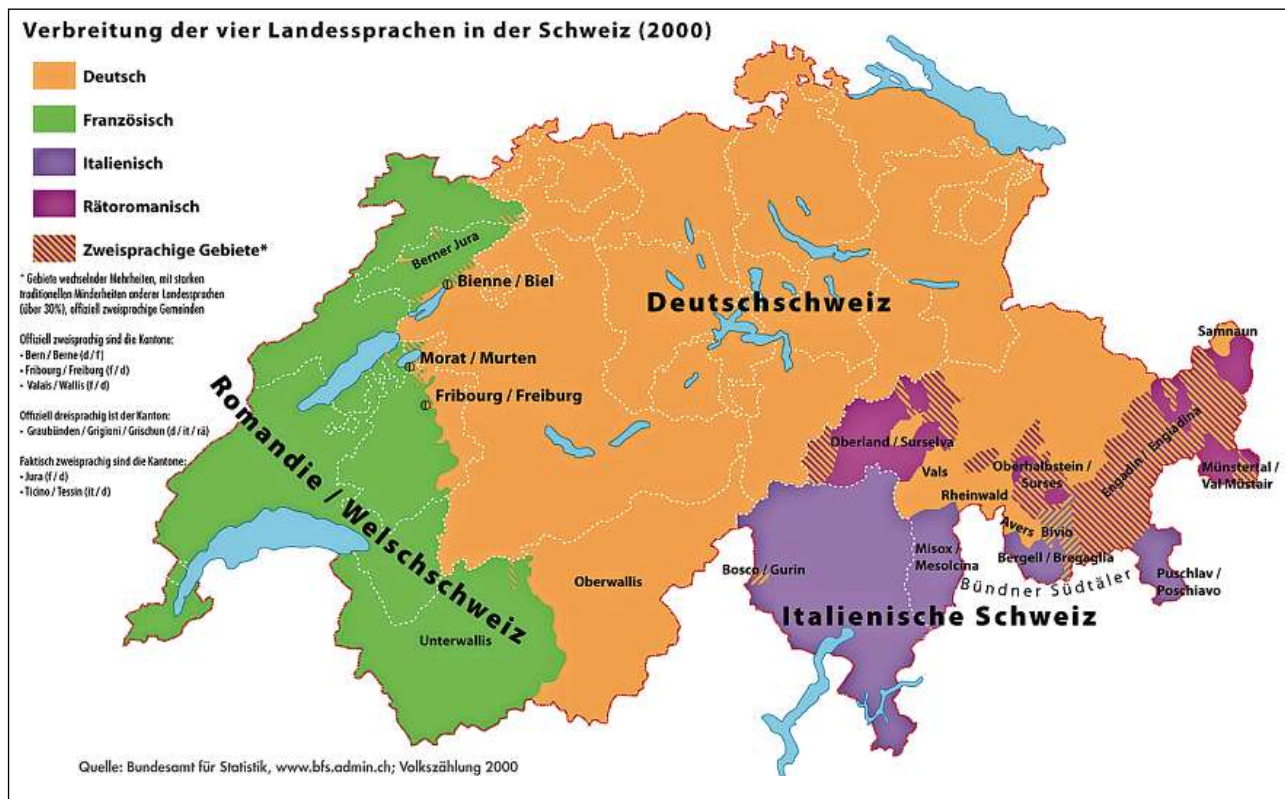 Verbreitung der vier Landessprachen in der Schweiz (2000)
Deutsch
Französisch
Italienisch
Rätoromanisch
Zweisprachige Gebiete*
* Gebiete wechselnder Mehrheiten, mit starken
traditionellen Minderheiten anderer Landessprachen
(über 30%), offiziell zweisprachige Gemeinden
Offiziell zweisprachig sind die Kantone:
- Bern / Berne (d / f)
- Fribourg / Freiburg (f / d)
- Valais / Wallis (f / d)
Offiziell dreisprachig ist der Kanton:
- Graubünden / Grigioni / Grischun (d / it / rä)
Faktisch zweisprachig sind die Kantone:
- Jura (f / d)
- Ticino / Tessin (it / d)
Berner Jura
Bienne / Biel
Morat / Murten
Fribourg / Freiburg
Romandie / Welschschweiz
Unterwallis
Oberwallis
Deutschschweiz
Samnaun
Oberland / Surselva
Vals
Rheinwald
Oberhalbstein /
Surses
Engadin / Engiadina
Münstertal /
Val Müstair
Avers
Bivio
Bergell / Bregaglia
Misox /
Mesolcina
Bosco / Gurin
Bündner Südtäler
Puschlav /
Poschiavo
Italienische Schweiz
Quelle: Bundesamt für Statistik, www.bfs.admin.ch; Volkszählung 2000